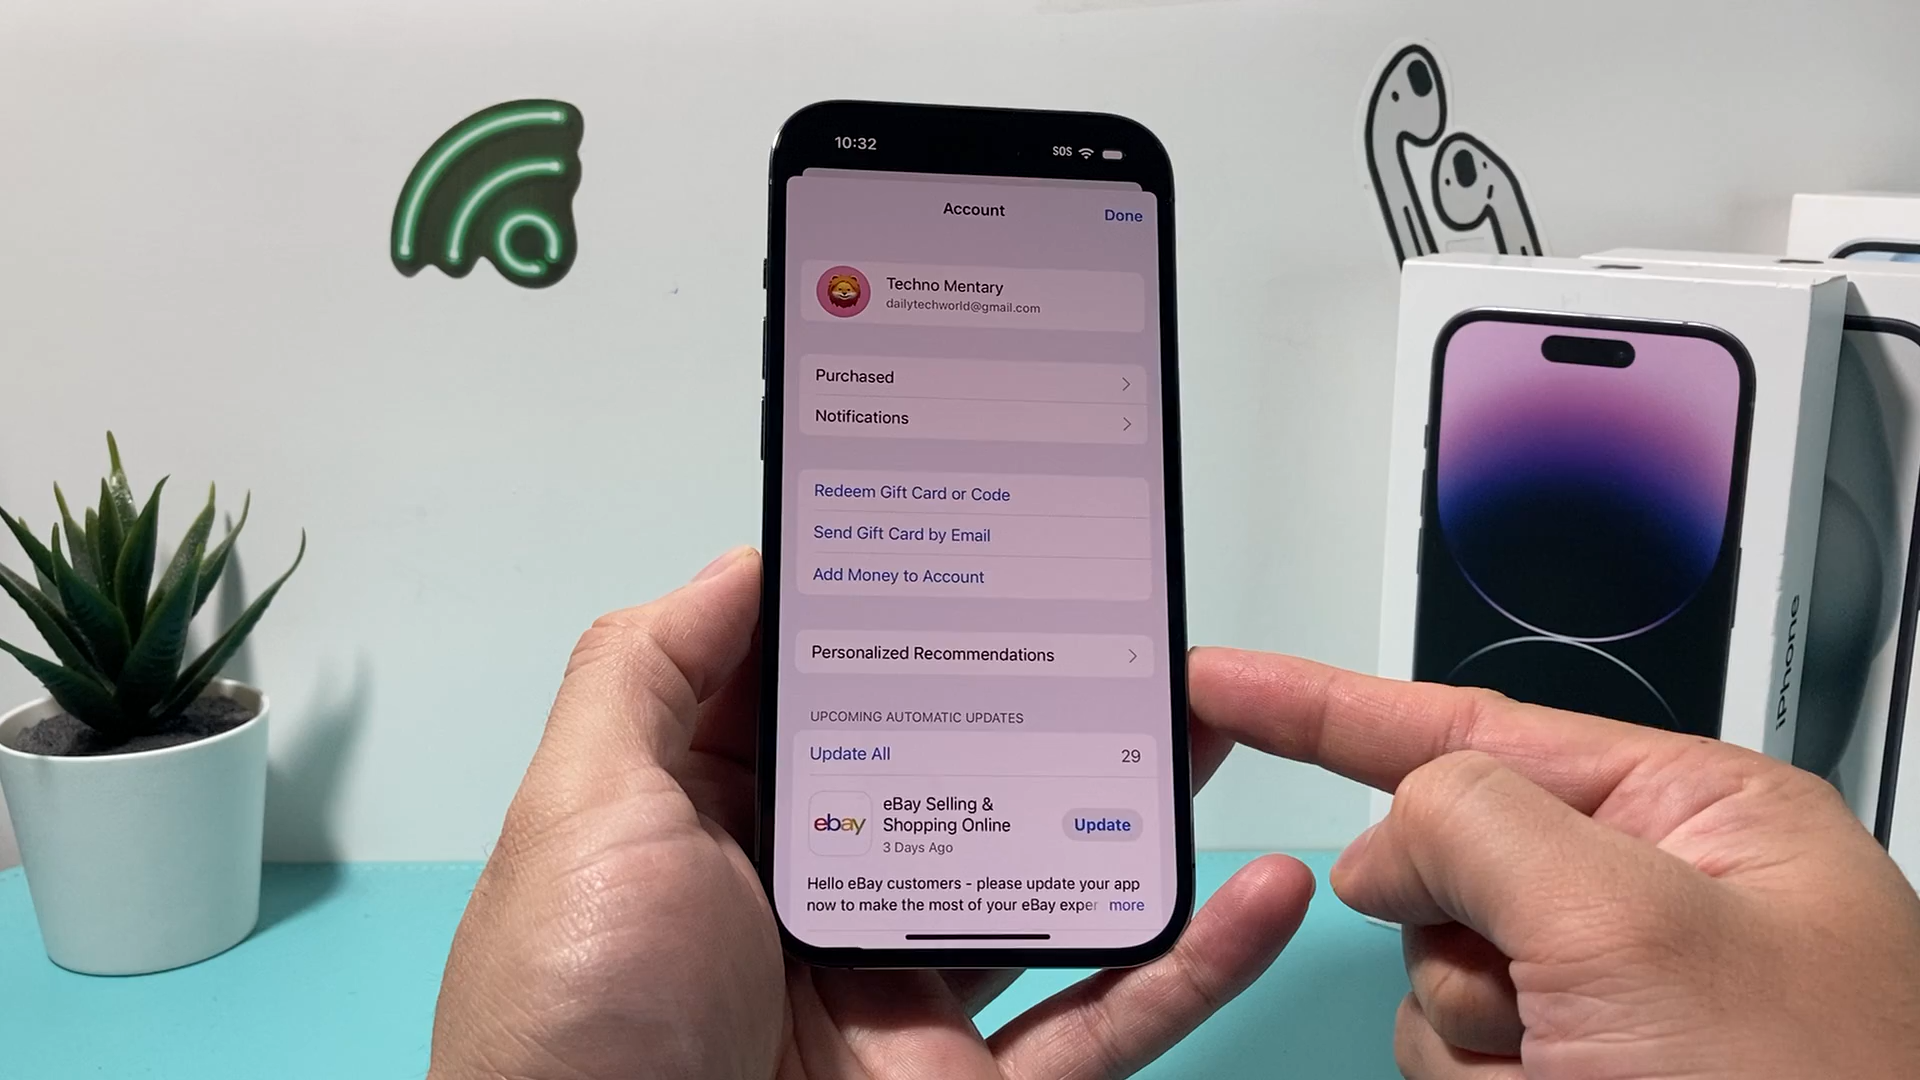 10:32
SOS
Account
Done
Techno Mentary
dailytechworld@gmail.com
Purchased
Notifications
Redeem Gift Card or Code
Send Gift Card by Email
Add Money to Account
Personalized Recommendations
UPCOMING AUTOMATIC UPDATES
Update All
29
ebay
eBay Selling &
Shopping Online
3 Days Ago
Update
Hello eBay customers - please update your app
now to make the most of your eBay exper more
iPhone